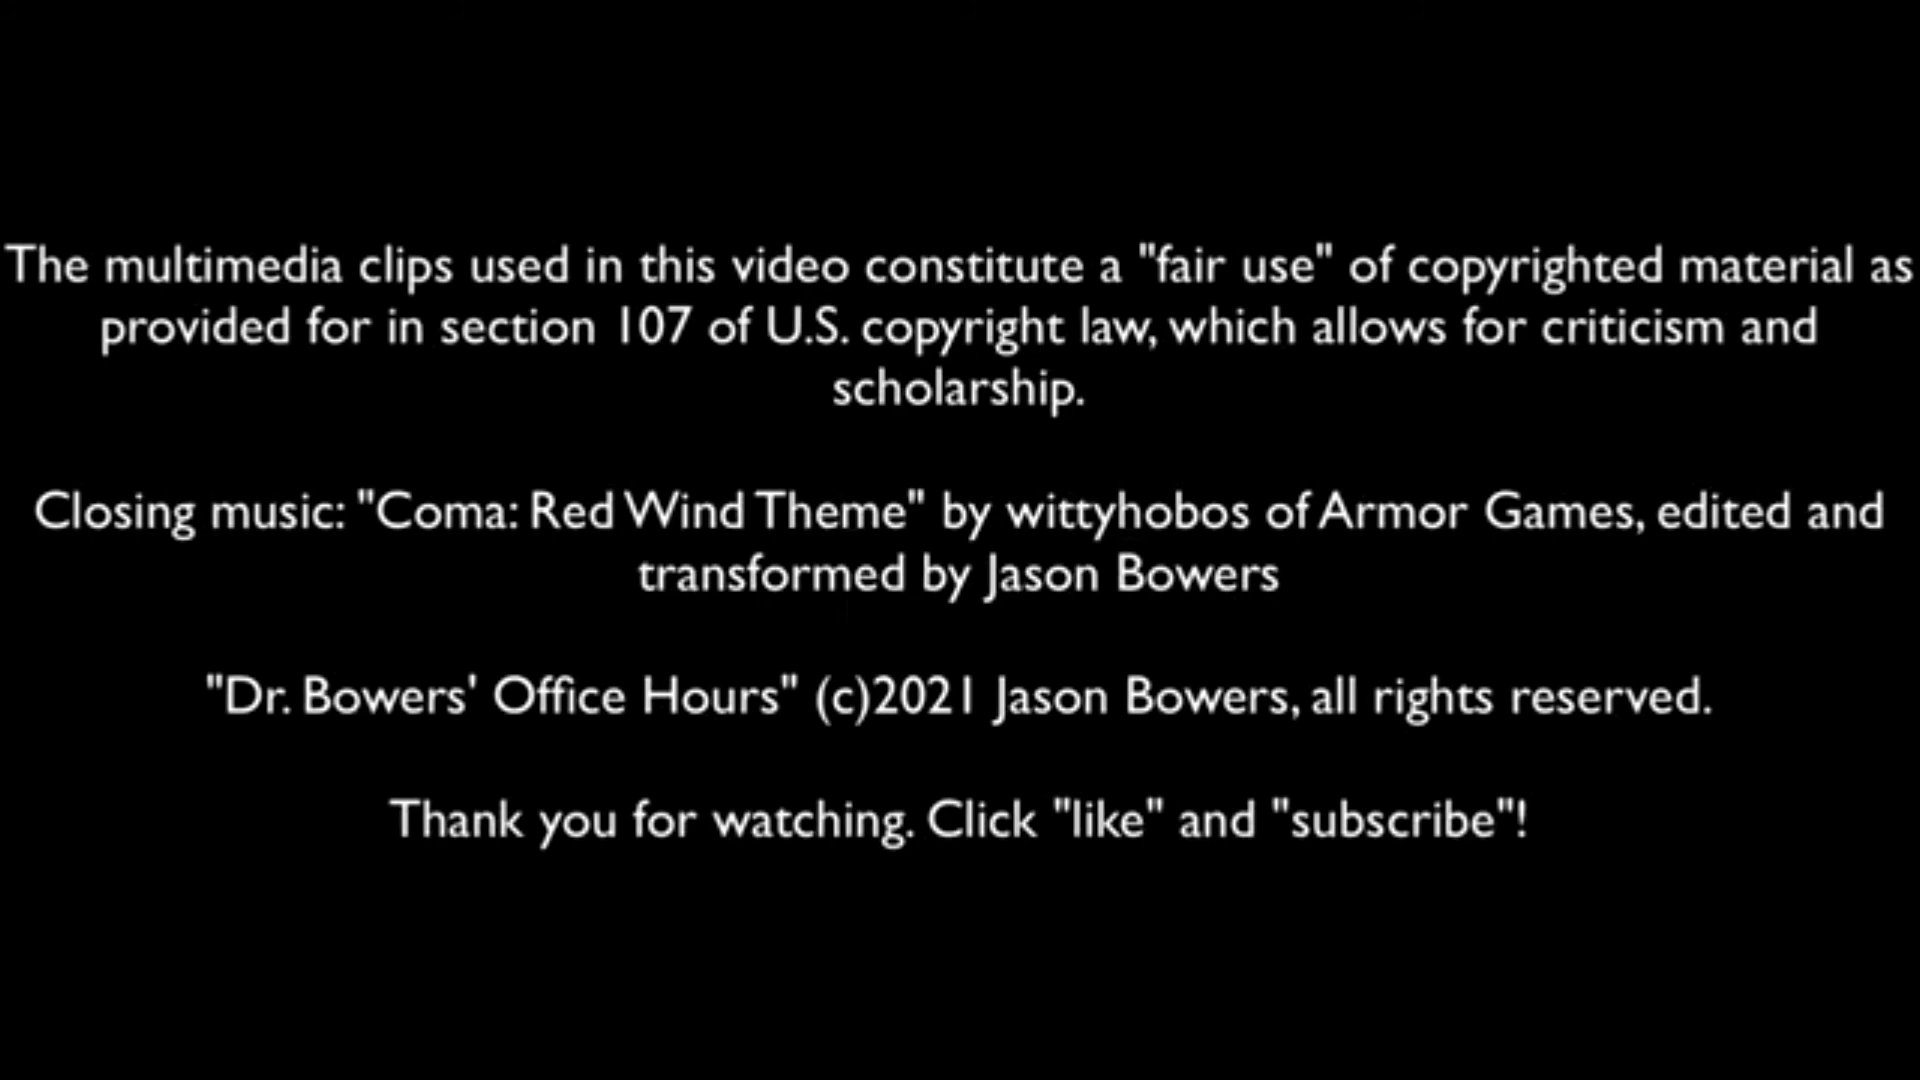 The multimedia clips used in this video constitute a "fair use" of copyrighted material as
provided for in section 107 of U.S. copyright law, which allows for criticism and
scholarship.
Closing music: "Coma: Red Wind Theme" by wittyhobos of Armor Games, edited and
transformed by Jason Bowers
"Dr. Bowers' Office Hours" (c)2021 Jason Bowers, all rights reserved.
Thank you for watching. Click "like" and "subscribe"!